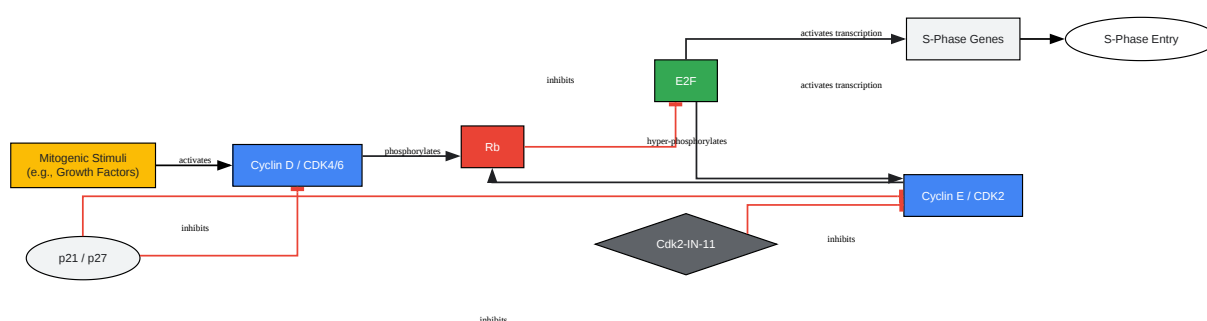 activates transcription
S-Phase Genes
S-Phase Entry
inhibits
E2F
activates transcription
Mitogenic Stimuli
(e.g., Growth Factors)
activates
Cyclin D / CDK4/6
phosphorylates
Rb
hyper-phosphorylates
Cyclin E / CDK2
inhibits
p21 / p27
Cdk2-IN-11
inhibits
inhibits